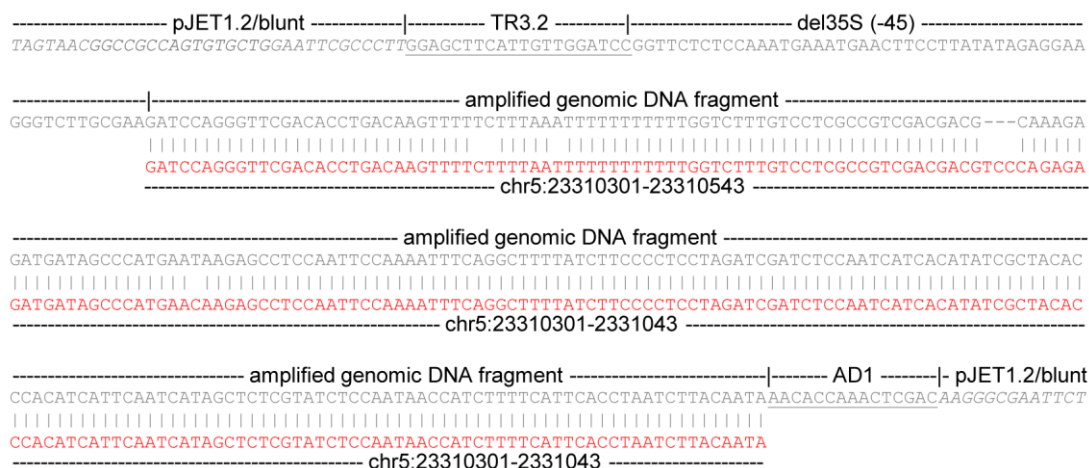 pJET1.2/blunt | TR3.2 | del35S (-45)
TAGTAACGGCCGCCAGTGTGCTGGAATTCGCCCTTGGAGCTTCATTGTTGGATCCGGTTCTCTCCAAATGAAATGAACTTCCTTATATAGAGGAA
| amplified genomic DNA fragment
GGGTCTTGCGAAGATCCAGGGTTCGACACCTGACAAGTTTTTCTTTAAATTTTTTTTTTTTGGTCTTTGTCCTCGCCGTCGACGACG---CAAAGA
GATCCAGGGTTCGACACCTGACAAGTTTTCTTTTAATTTTTTTTTTTTTGGTCTTTGTCCTCGCCGTCGACGACGTCCCAGAGA
chr5:23310301-23310543
amplified genomic DNA fragment
GATGATAGCCCATGAATAAGAGCCTCCAATTCCAAAATTTCAGGCTTTTATCTTCCCCTCCTAGATCGATCTCCAATCATCACATATCGCTACAC
GATGATAGCCCATGAACAAGAGCCTCCAATTCCAAAATTTCAGGCTTTTATCTTCCCCTCCTAGATCGATCTCCAATCATCACATATCGCTACAC
chr5:23310301-2331043
amplified genomic DNA fragment | AD1 | pJET1.2/blunt
CCACATCATTCAATCATAGCTCTCGTATCTCCAATAACCATCTTTTCATTCACCTAATCTTACAATAAACACCAAACTCGACAAGGGCGAATTCT
CCACATCATTCAATCATAGCTCTCGTATCTCCAATAACCATCTTTTCATTCACCTAATCTTACAATA
chr5:23310301-2331043